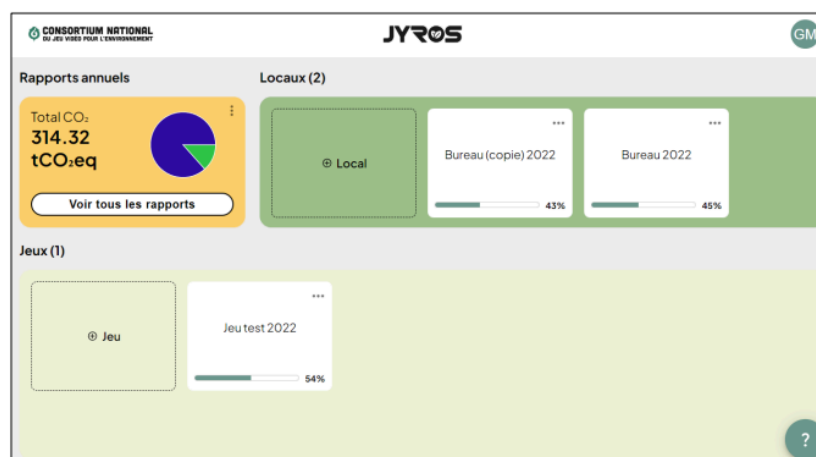 CONSORTIUM NATIONAL
DU JEU VIDÉO POUR L'ENVIRONNEMENT
JYROS
GM
Rapports annuels
Locaux (2)
Total CO₂
314.32
tCO₂eq
Voir tous les rapports
Local
Bureau (copie) 2022
43%
Bureau 2022
45%
Jeux (1)
Jeu
Jeu test 2022
54%
?